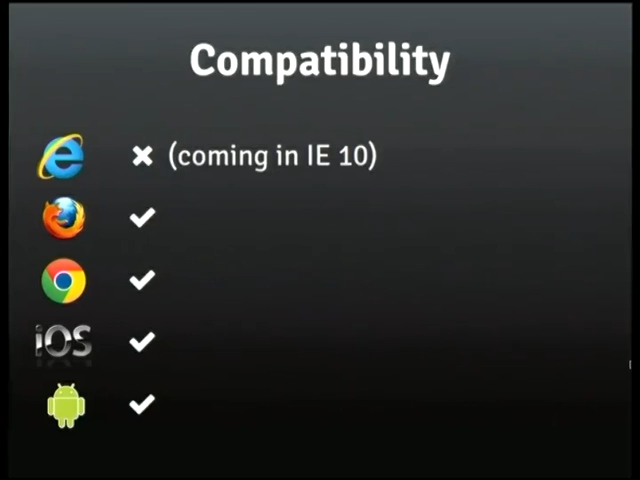 Compatibility
✖ (coming in IE 10)
✔
✔
iOS ✔
✔